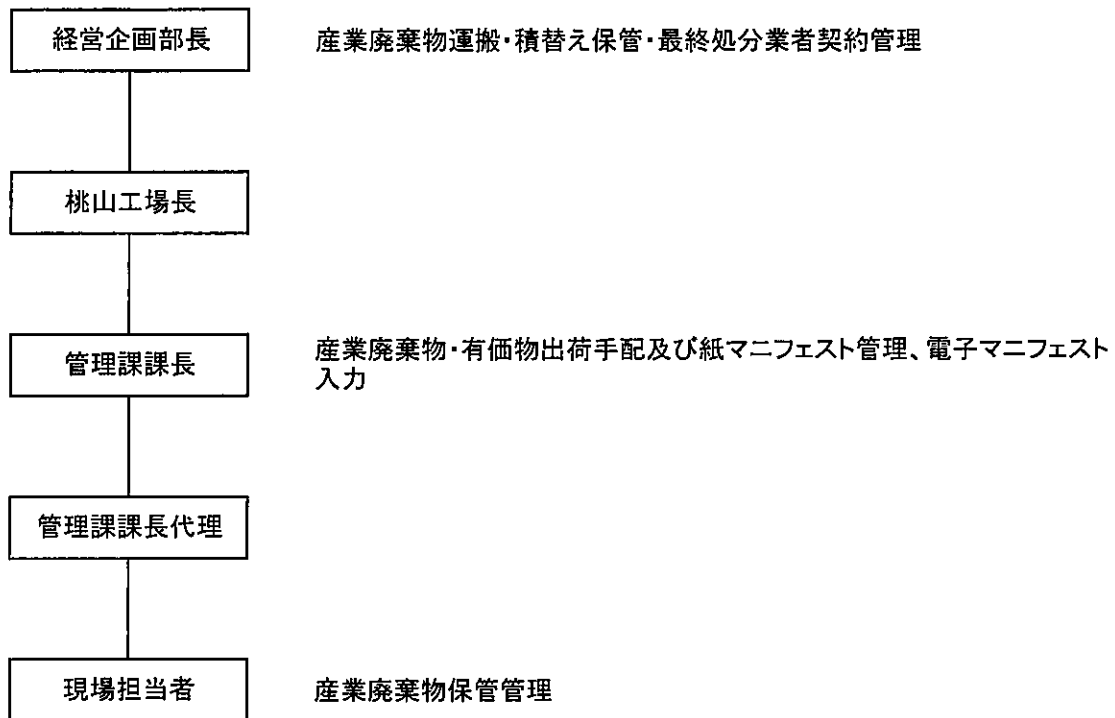 経営企画部長
産業廃棄物運搬・積替え保管・最終処分業者契約管理
桃山工場長
管理課課長
産業廃棄物・有価物出荷手配及び紙マニフェスト管理、電子マニフェスト
入力
管理課課長代理
現場担当者
産業廃棄物保管管理